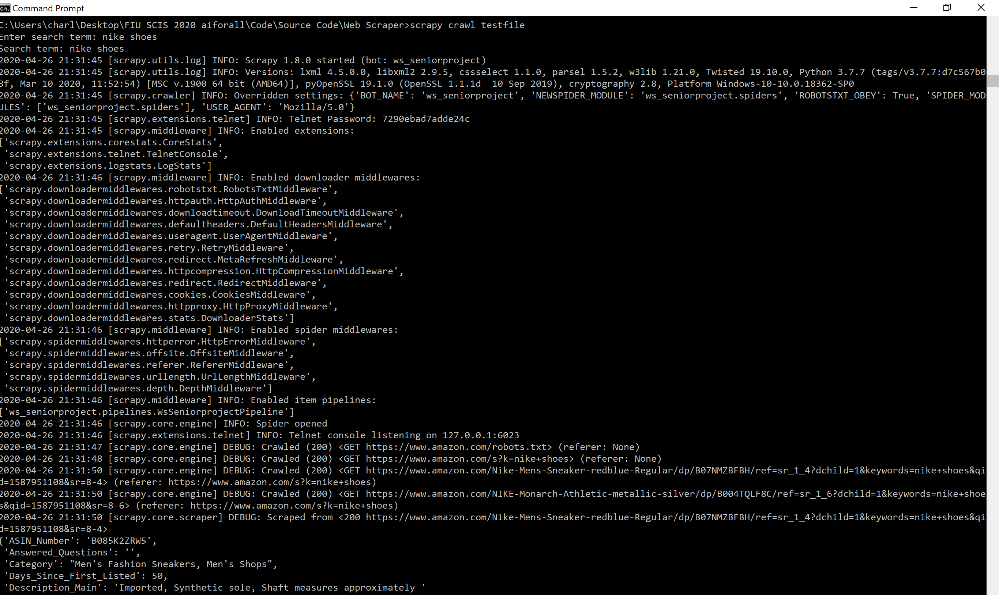 Command Prompt
C:\Users\charl\Desktop\FIU SCIS 2020 aiforall\Code\Source Code\Web Scraper>scrapy crawl testfile
Enter search term: nike shoes
Search term: nike shoes
2020-04-26 21:31:45 [scrapy.utils.log] INFO: Scrapy 1.8.0 started (bot: ws_seniorproject)
2020-04-26 21:31:45 [scrapy.utils.log] INFO: Versions: lxml 4.5.0.0, libxml2 2.9.5, cssselect 1.1.0, parsel 1.5.2, w3lib 1.21.0, Twisted 19.10.0, Python 3.7.7 (tags/v3.7.7:d7c567b0
8f, Mar 10 2020, 11:52:54) [MSC v.1900 64 bit (AMD64)], pyOpenSSL 19.1.0 (OpenSSL 1.1.1d  10 Sep 2019), cryptography 2.8, Platform Windows-10-10.0.18362-SP0
2020-04-26 21:31:45 [scrapy.crawler] INFO: Overridden settings: {'BOT_NAME': 'ws_seniorproject', 'NEWSPIDER_MODULE': 'ws_seniorproject.spiders', 'ROBOTSTXT_OBEY': True, 'SPIDER_MOD
ULES': ['ws_seniorproject.spiders'], 'USER_AGENT': 'Mozilla/5.0'}
2020-04-26 21:31:45 [scrapy.extensions.telnet] INFO: Telnet Password: 7290ebad7adde24c
2020-04-26 21:31:45 [scrapy.middleware] INFO: Enabled extensions:
['scrapy.extensions.corestats.CoreStats',
 'scrapy.extensions.telnet.TelnetConsole',
 'scrapy.extensions.logstats.LogStats']
2020-04-26 21:31:46 [scrapy.middleware] INFO: Enabled downloader middlewares:
['scrapy.downloadermiddlewares.robotstxt.RobotsTxtMiddleware',
 'scrapy.downloadermiddlewares.httpauth.HttpAuthMiddleware',
 'scrapy.downloadermiddlewares.downloadtimeout.DownloadTimeoutMiddleware',
 'scrapy.downloadermiddlewares.defaultheaders.DefaultHeadersMiddleware',
 'scrapy.downloadermiddlewares.useragent.UserAgentMiddleware',
 'scrapy.downloadermiddlewares.retry.RetryMiddleware',
 'scrapy.downloadermiddlewares.redirect.MetaRefreshMiddleware',
 'scrapy.downloadermiddlewares.httpcompression.HttpCompressionMiddleware',
 'scrapy.downloadermiddlewares.redirect.RedirectMiddleware',
 'scrapy.downloadermiddlewares.cookies.CookiesMiddleware',
 'scrapy.downloadermiddlewares.httpproxy.HttpProxyMiddleware',
 'scrapy.downloadermiddlewares.stats.DownloaderStats']
2020-04-26 21:31:46 [scrapy.middleware] INFO: Enabled spider middlewares:
['scrapy.spidermiddlewares.httperror.HttpErrorMiddleware',
 'scrapy.spidermiddlewares.offsite.OffsiteMiddleware',
 'scrapy.spidermiddlewares.referer.RefererMiddleware',
 'scrapy.spidermiddlewares.urllength.UrlLengthMiddleware',
 'scrapy.spidermiddlewares.depth.DepthMiddleware']
2020-04-26 21:31:46 [scrapy.middleware] INFO: Enabled item pipelines:
['ws_seniorproject.pipelines.WsSeniorprojectPipeline']
2020-04-26 21:31:46 [scrapy.core.engine] INFO: Spider opened
2020-04-26 21:31:46 [scrapy.extensions.telnet] INFO: Telnet console listening on 127.0.0.1:6023
2020-04-26 21:31:47 [scrapy.core.engine] DEBUG: Crawled (200) <GET https://www.amazon.com/robots.txt> (referer: None)
2020-04-26 21:31:48 [scrapy.core.engine] DEBUG: Crawled (200) <GET https://www.amazon.com/s?k=nike+shoes> (referer: None)
2020-04-26 21:31:50 [scrapy.core.engine] DEBUG: Crawled (200) <GET https://www.amazon.com/Nike-Mens-Sneaker-redblue-Regular/dp/B07NMZBFBH/ref=sr_1_4?dchild=1&keywords=nike+shoes&qi
d=1587951108&sr=8-4> (referer: https://www.amazon.com/s?k=nike+shoes)
2020-04-26 21:31:50 [scrapy.core.engine] DEBUG: Crawled (200) <GET https://www.amazon.com/NIKE-Monarch-Athletic-metallic-silver/dp/B004TQLF8C/ref=sr_1_6?dchild=1&keywords=nike+shoe
s&qid=1587951108&sr=8-6> (referer: https://www.amazon.com/s?k=nike+shoes)
2020-04-26 21:31:50 [scrapy.core.scraper] DEBUG: Scraped from <200 https://www.amazon.com/Nike-Mens-Sneaker-redblue-Regular/dp/B07NMZBFBH/ref=sr_1_4?dchild=1&keywords=nike+shoes&qi
d=1587951108&sr=8-4>
{'ASIN_Number': 'B085K2ZRW5',
 'Answered_Questions': '',
 'Category': "Men's Fashion Sneakers, Men's Shops",
 'Days_Since_First_Listed': 50,
 'Description_Main': 'Imported, Synthetic sole, Shaft measures approximately '